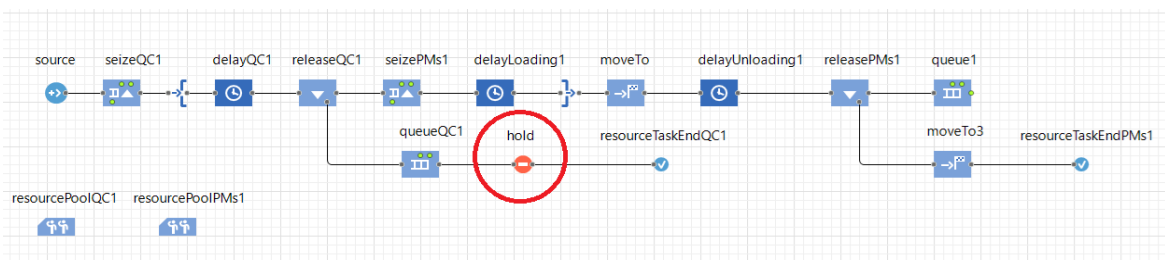 source seizeQC1 delayQC1 releaseQC1 seizePMs1 delayLoading1 moveTo delayUnloading1 releasePMs1 queue1
queueQC1 hold resourceTaskEndQC1 moveTo3 resourceTaskEndPMs1
resourcePoolQC1 resourcePoolPMs1